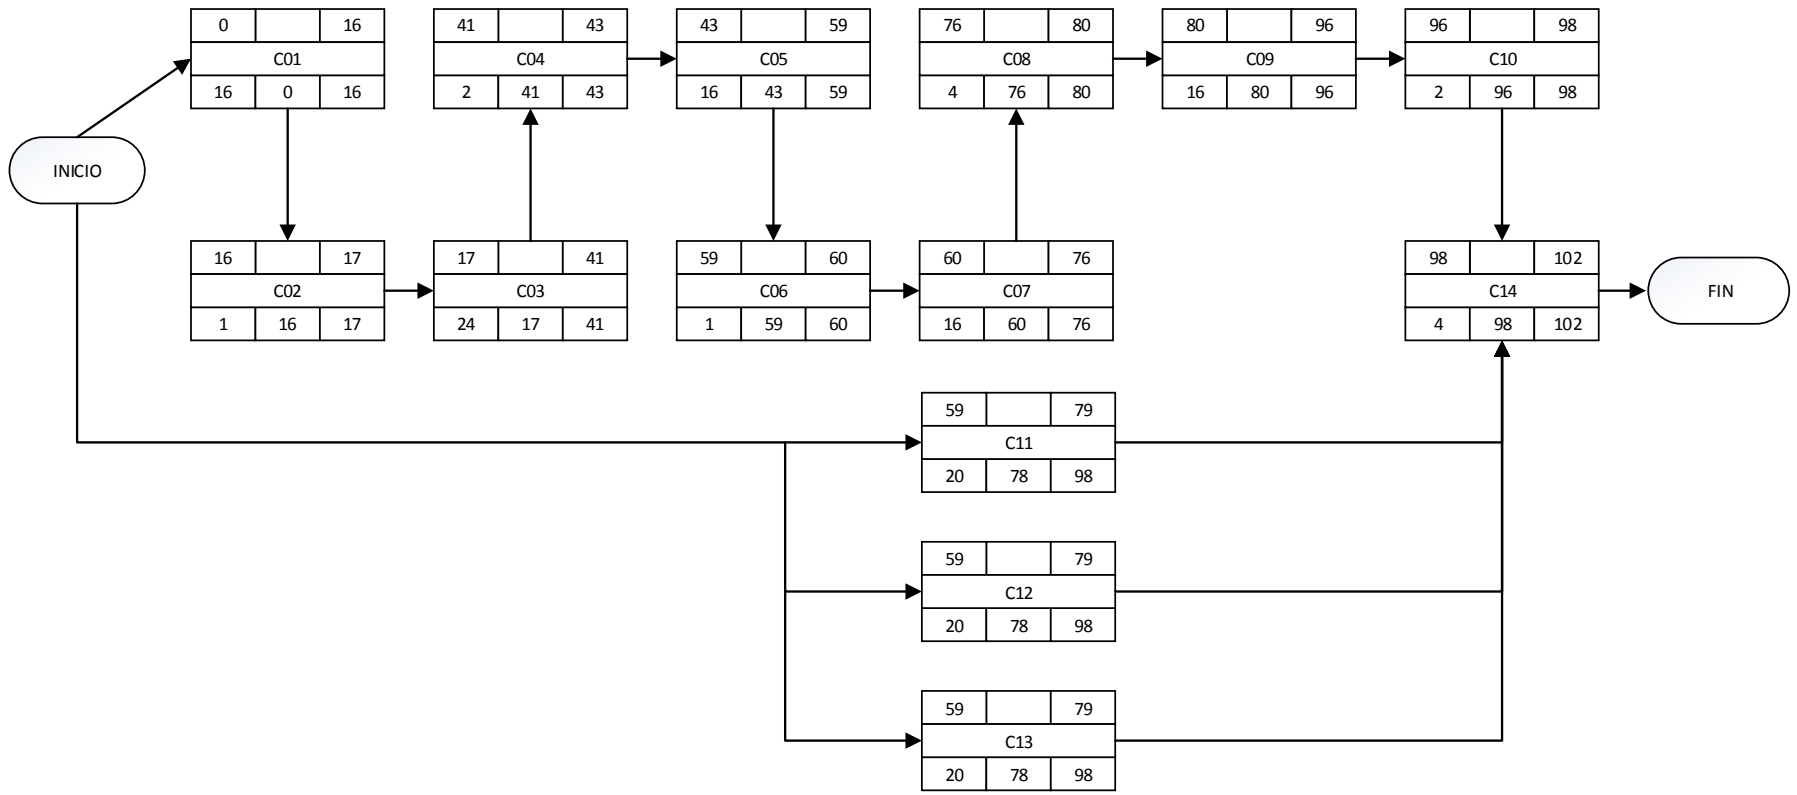 0 16
C01
16 0 16
41 43
C04
2 41 43
43 59
C05
16 43 59
76 80
C08
4 76 80
80 96
C09
16 80 96
96 98
C10
2 96 98
INICIO
16 17
C02
1 16 17
17 41
C03
24 17 41
59 60
C06
1 59 60
60 76
C07
16 60 76
98 102
C14
4 98 102
FIN
59 79
C11
20 78 98
59 79
C12
20 78 98
59 79
C13
20 78 98